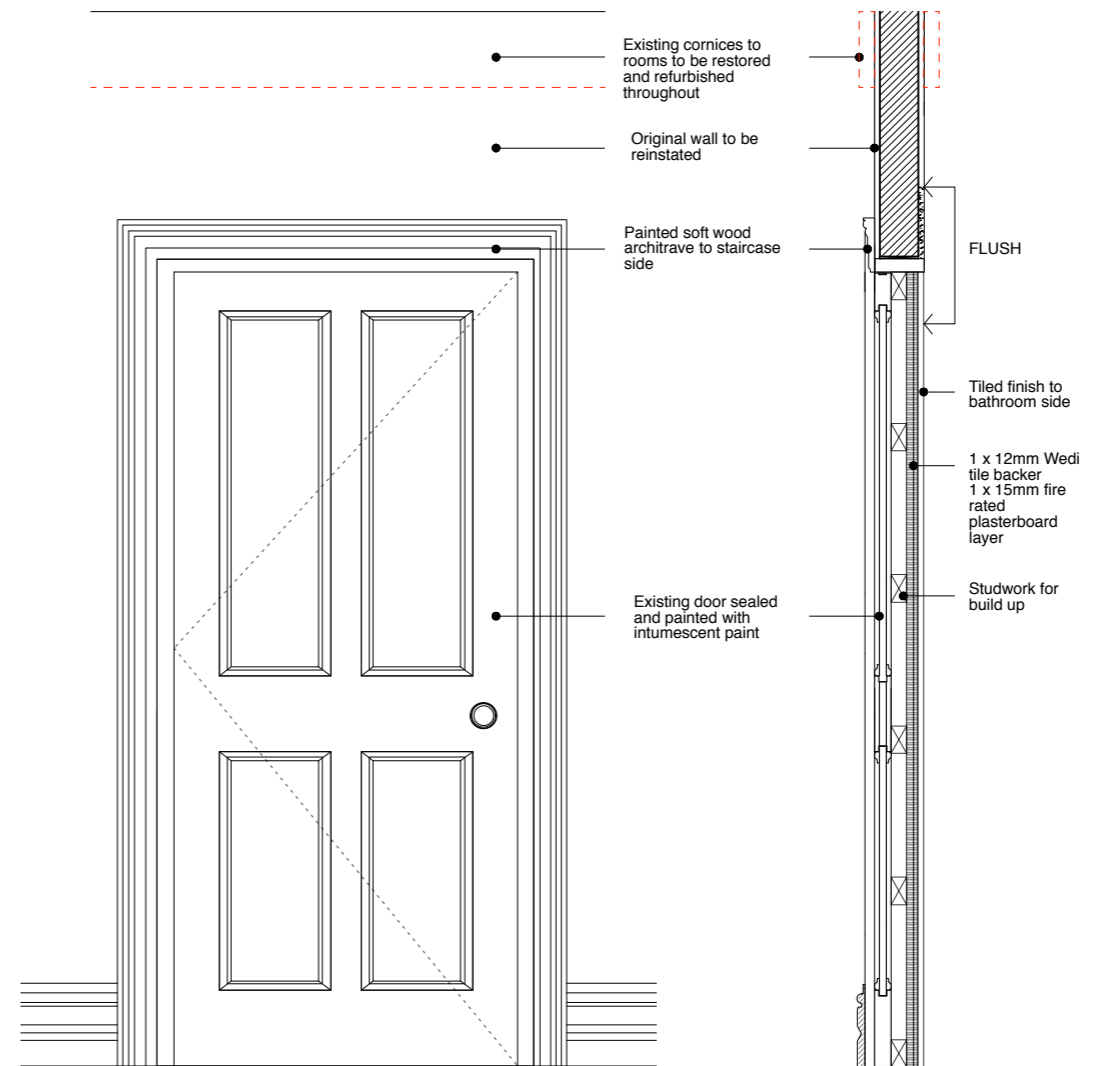 Existing cornices to
rooms to be restored
and refurbished
throughout
Original wall to be
reinstated
Painted soft wood
architrave to staircase
side
FLUSH
Tiled finish to
bathroom side
1 x 12mm Wedi
tile backer
1 x 15mm fire
rated
plasterboard
layer
Studwork for
build up
Existing door sealed
and painted with
intumescent paint